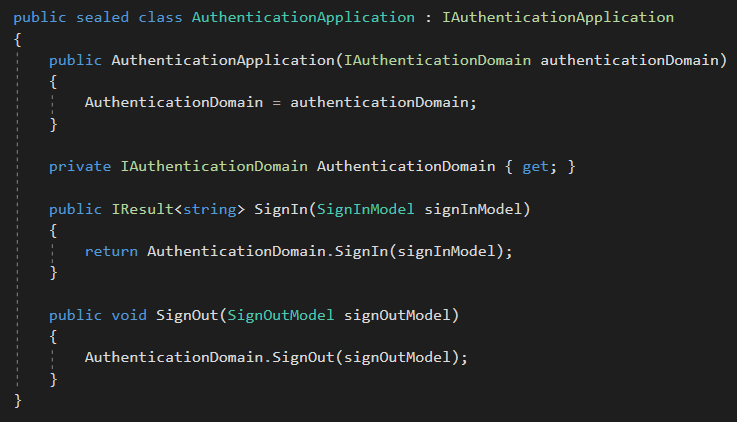 public sealed class AuthenticationApplication : IAuthenticationApplication
{
    public AuthenticationApplication(IAuthenticationDomain authenticationDomain)
    {
        AuthenticationDomain = authenticationDomain;
    }

    private IAuthenticationDomain AuthenticationDomain { get; }

    public IResult<string> SignIn(SignInModel signInModel)
    {
        return AuthenticationDomain.SignIn(signInModel);
    }

    public void SignOut(SignOutModel signOutModel)
    {
        AuthenticationDomain.SignOut(signOutModel);
    }
}